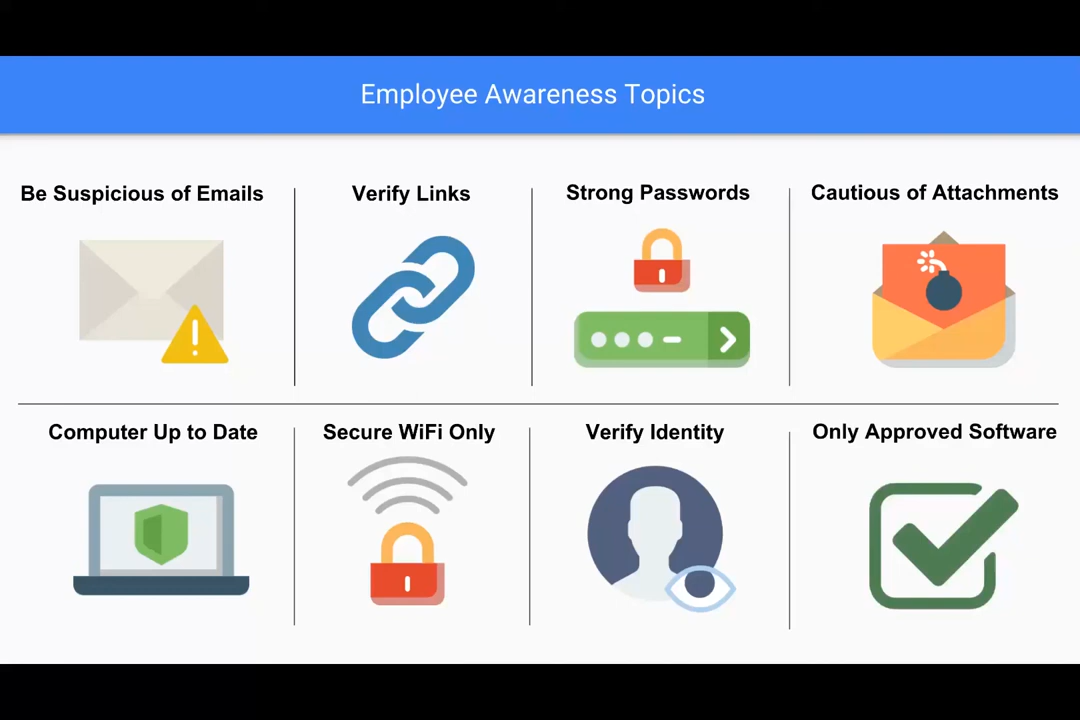 Employee Awareness Topics
Be Suspicious of Emails
Verify Links
Strong Passwords
Cautious of Attachments
Computer Up to Date
Secure WiFi Only
Verify Identity
Only Approved Software